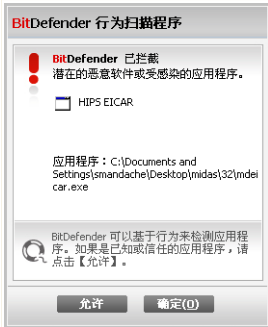 BitDefender 行为扫描程序
BitDefender 已拦截
潜在的恶意软件或受感染的应用程序。
HIPS EICAR
应用程序：C:\Documents and
Settings\smandache\Desktop\midas\32\mdei
car.exe
BitDefender 可以基于行为来检测应用程
序。如果是已知或信任的应用程序，请
点击【允许】。
允许
确定(O)